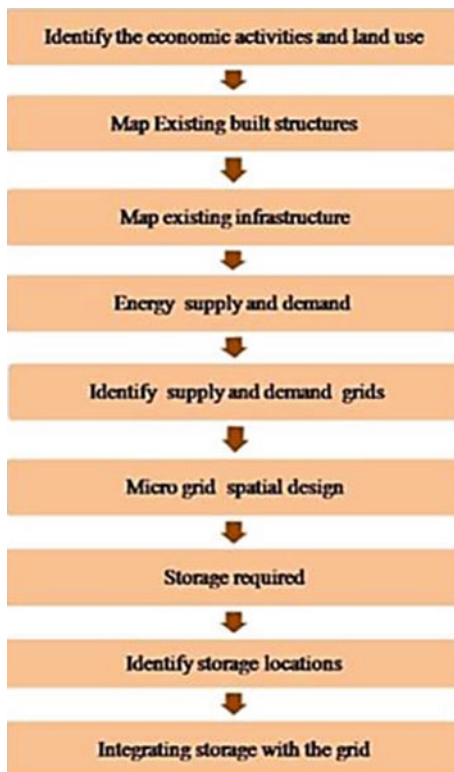 Identify the economic activities and land use
Map Existing built structures
Map existing infrastructure
Energy supply and demand
Identify supply and demand grids
Micro grid spatial design
Storage required
Identify storage locations
Integrating storage with the grid